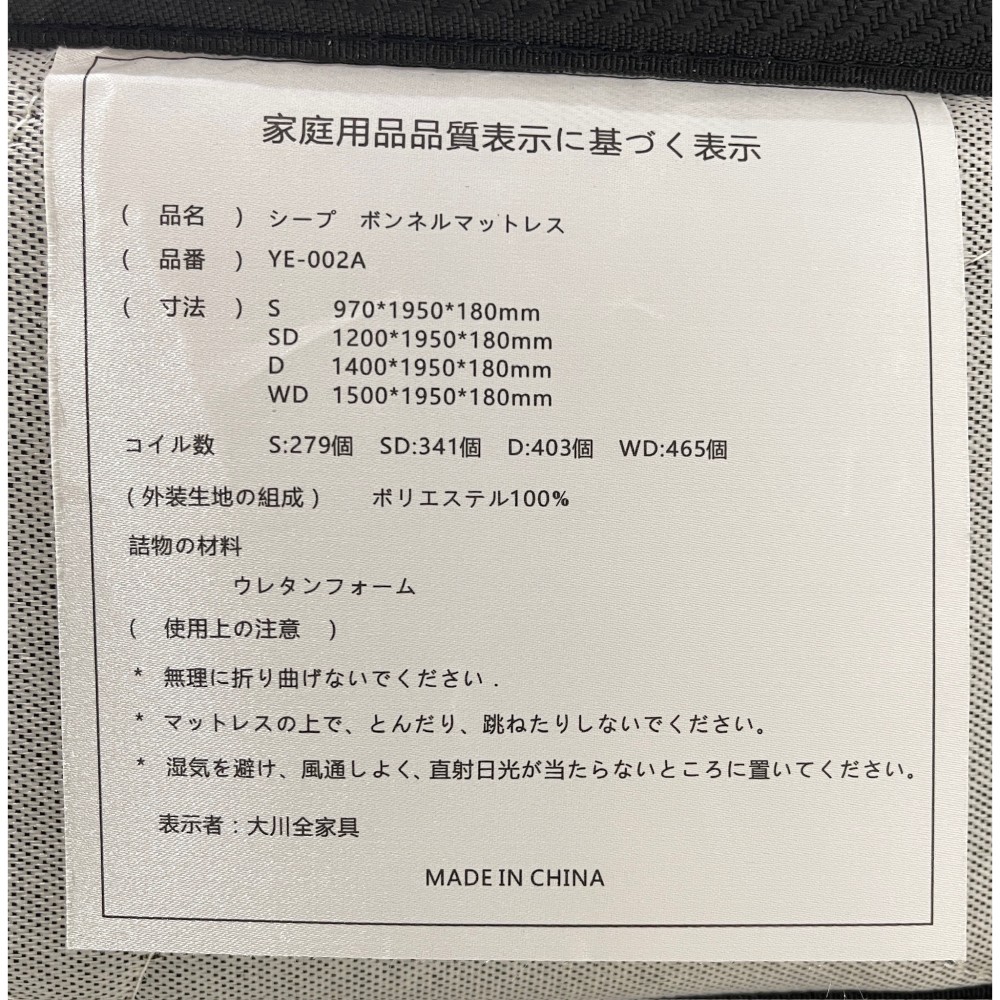 家庭用品品質表示に基づく表示
( 品名 ) シープ ボンネルマットレス
( 品番 ) YE-002A
( 寸法 ) S 970*1950*180mm
SD 1200*1950*180mm
D 1400*1950*180mm
WD 1500*1950*180mm
コイル数 S:279個 SD:341個 D:403個 WD:465個
( 外装生地の組成 ) ポリエステル100%
詰物の材料
ウレタンフォーム
( 使用上の注意 )
* 無理に折り曲げないでください .
* マットレスの上で、とんだり、跳ねたりしないでください。
* 湿気を避け、風通しよく、直射日光が当たらないところに置いてください。
表示者：大川全家具
MADE IN CHINA